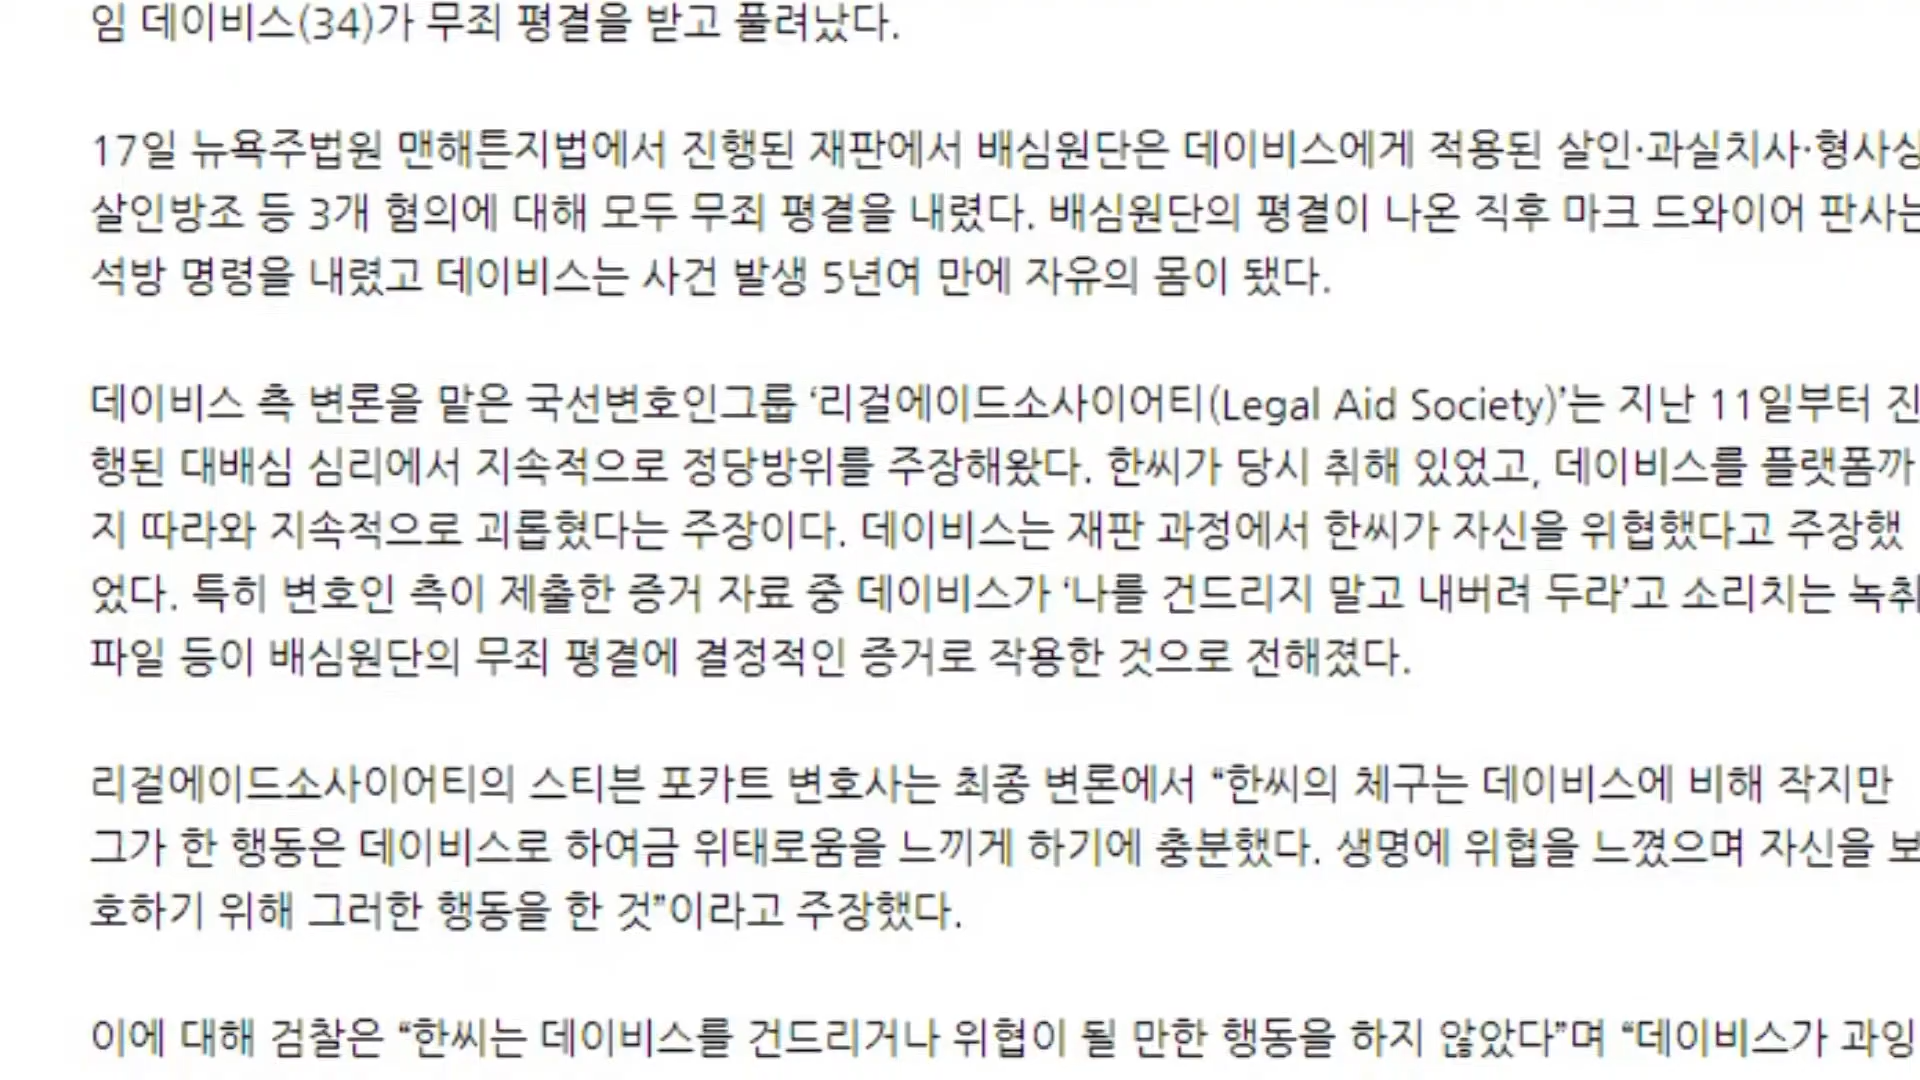 임 데이비스(34)가 무죄 평결을 받고 풀려났다.
17일 뉴욕주법원 맨해튼지법에서 진행된 재판에서 배심원단은 데이비스에게 적용된 살인·과실치사·형사상
살인방조 등 3개 혐의에 대해 모두 무죄 평결을 내렸다. 배심원단의 평결이 나온 직후 마크 드와이어 판사는
석방 명령을 내렸고 데이비스는 사건 발생 5년여 만에 자유의 몸이 됐다.
데이비스 측 변론을 맡은 국선변호인그룹 ‘리걸에이드소사이어티(Legal Aid Society)’는 지난 11일부터 진
행된 대배심 심리에서 지속적으로 정당방위를 주장해왔다. 한씨가 당시 취해 있었고, 데이비스를 플랫폼까
지 따라와 지속적으로 괴롭혔다는 주장이다. 데이비스는 재판 과정에서 한씨가 자신을 위협했다고 주장했
었다. 특히 변호인 측이 제출한 증거 자료 중 데이비스가 ‘나를 건드리지 말고 내버려 두라’고 소리치는 녹취
파일 등이 배심원단의 무죄 평결에 결정적인 증거로 작용한 것으로 전해졌다.
리걸에이드소사이어티의 스티븐 포카트 변호사는 최종 변론에서 “한씨의 체구는 데이비스에 비해 작지만
그가 한 행동은 데이비스로 하여금 위태로움을 느끼게 하기에 충분했다. 생명에 위협을 느꼈으며 자신을 보
호하기 위해 그러한 행동을 한 것”이라고 주장했다.
이에 대해 검찰은 “한씨는 데이비스를 건드리거나 위협이 될 만한 행동을 하지 않았다”며 “데이비스가 과잉